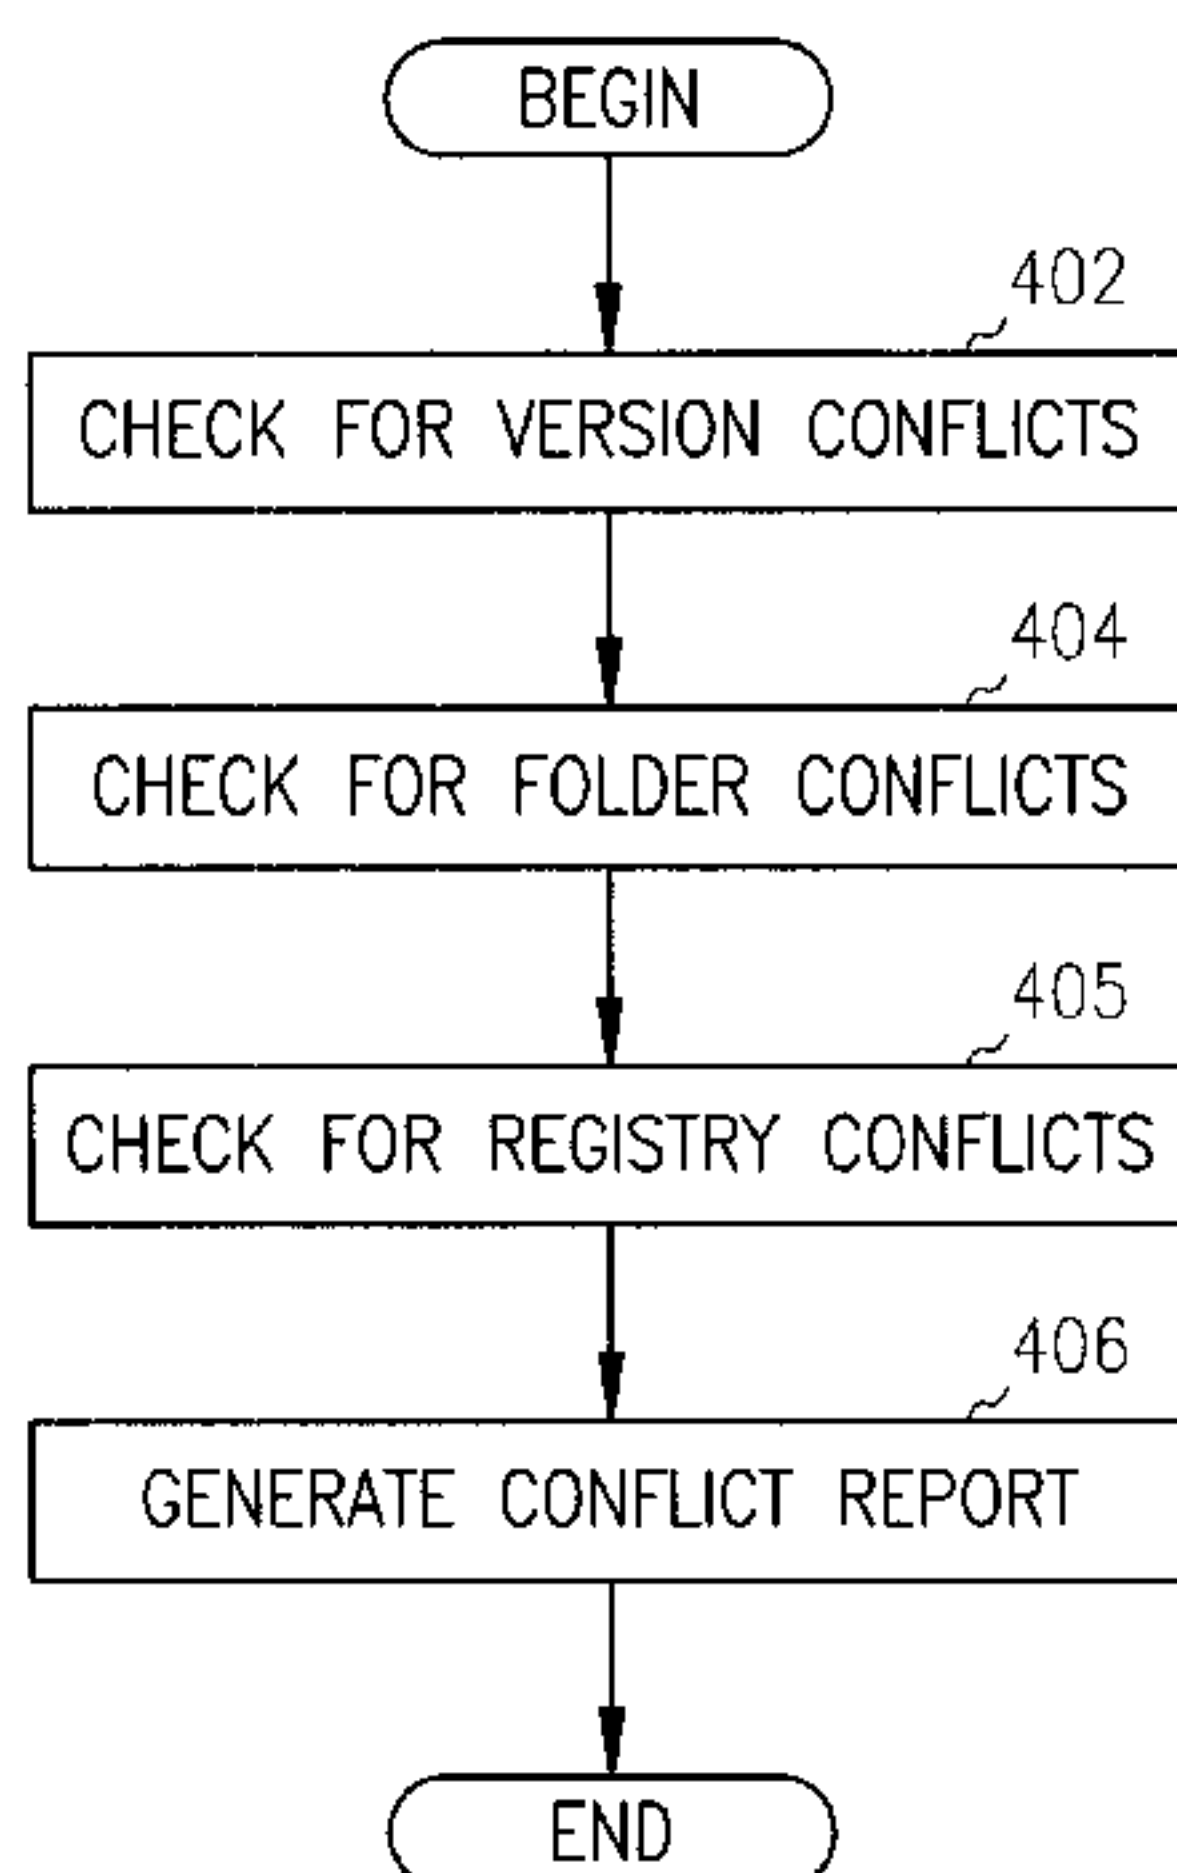 BEGIN
402
CHECK FOR VERSION CONFLICTS
404
CHECK FOR FOLDER CONFLICTS
405
CHECK FOR REGISTRY CONFLICTS
406
GENERATE CONFLICT REPORT
END